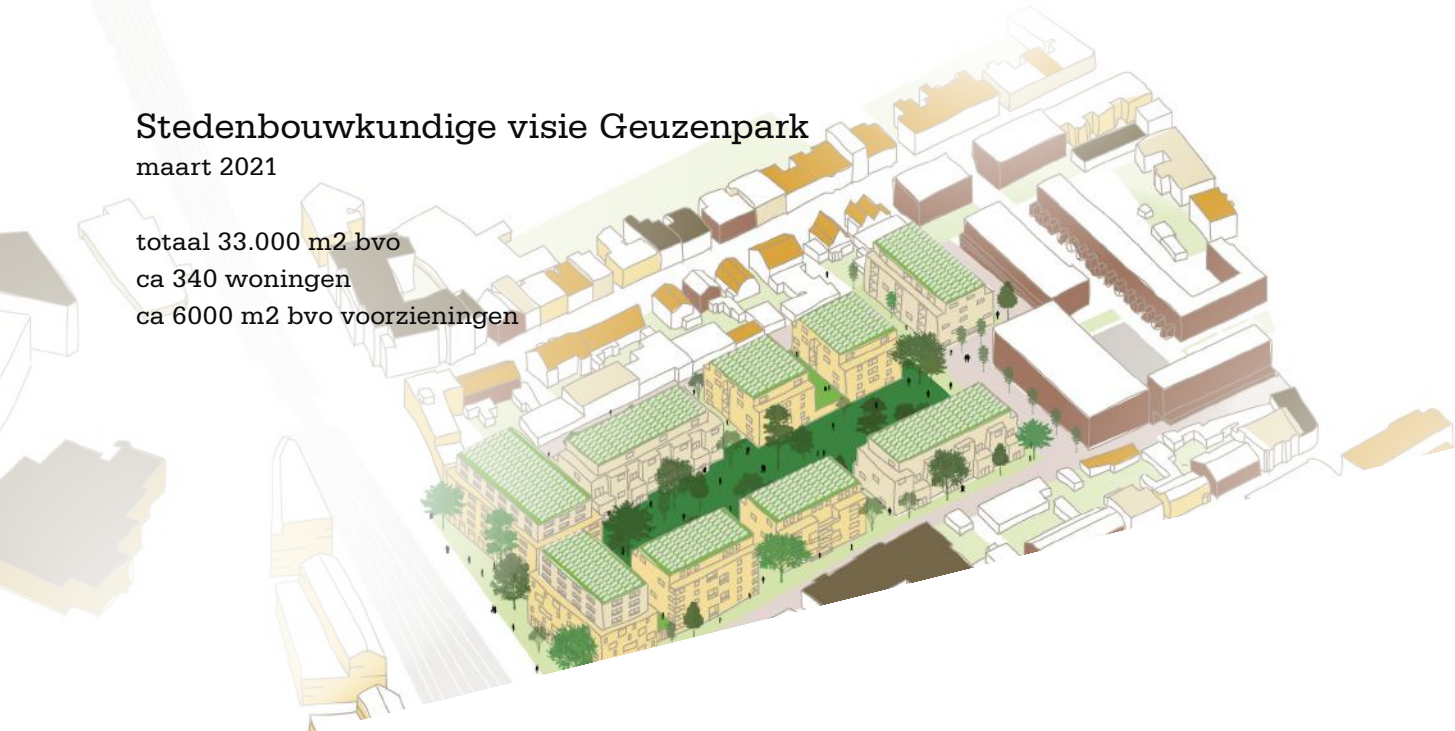 Stedenbouwkundige visie Geuzenpark
maart 2021
totaal 33.000 m2 bvo
ca 340 woningen
ca 6000 m2 bvo voorzieningen